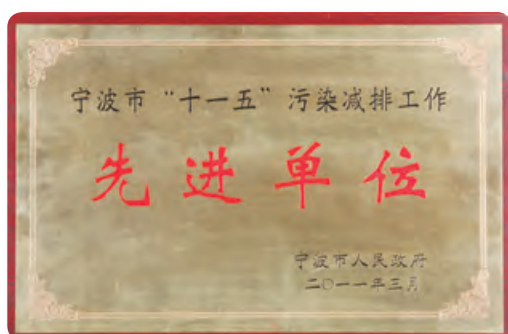 宁波市“十一五”污染减排工作
先进单位
宁波市人民政府
二〇一一年三月